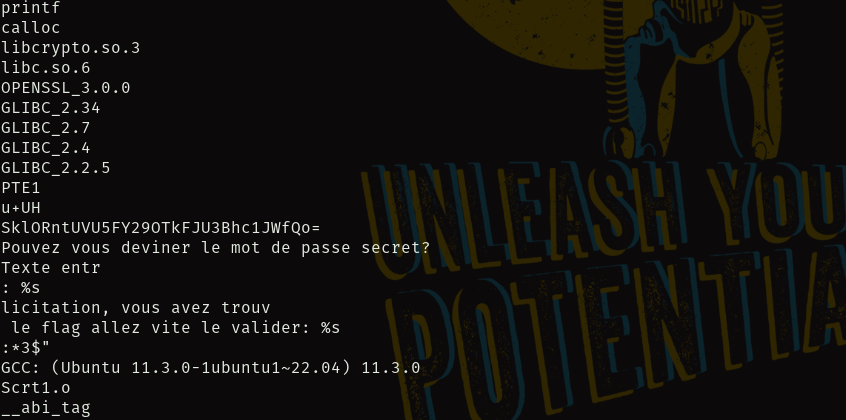 printf
calloc
libcrypto.so.3
libc.so.6
OPENSSL_3.0.0
GLIBC_2.34
GLIBC_2.7
GLIBC_2.4
GLIBC_2.2.5
PTE1
u+UH
SklORntUVU5FY29OTkFJU3Bhc1JWfQo=
Pouvez vous deviner le mot de passe secret?
Texte entr
: %s
licitation, vous avez trouv
 le flag allez vite le valider: %s
:*3$"
GCC: (Ubuntu 11.3.0-1ubuntu1~22.04) 11.3.0
Scrt1.o
__abi_tag
UNLEASH YOU
POTENTIA